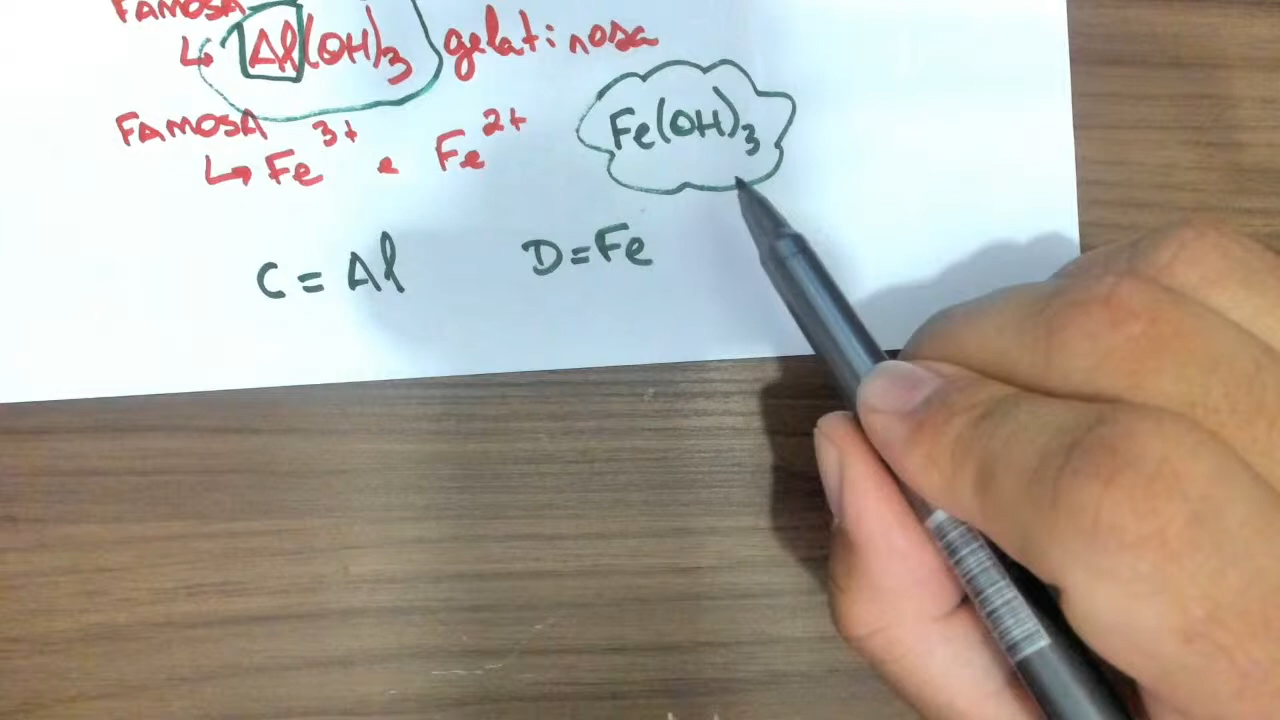 FAMOSA
↳ Al(OH)3 gelatinosa
FAMOSA
↳ Fe3+ e Fe2+
Fe(OH)3
C = Al
D = Fe